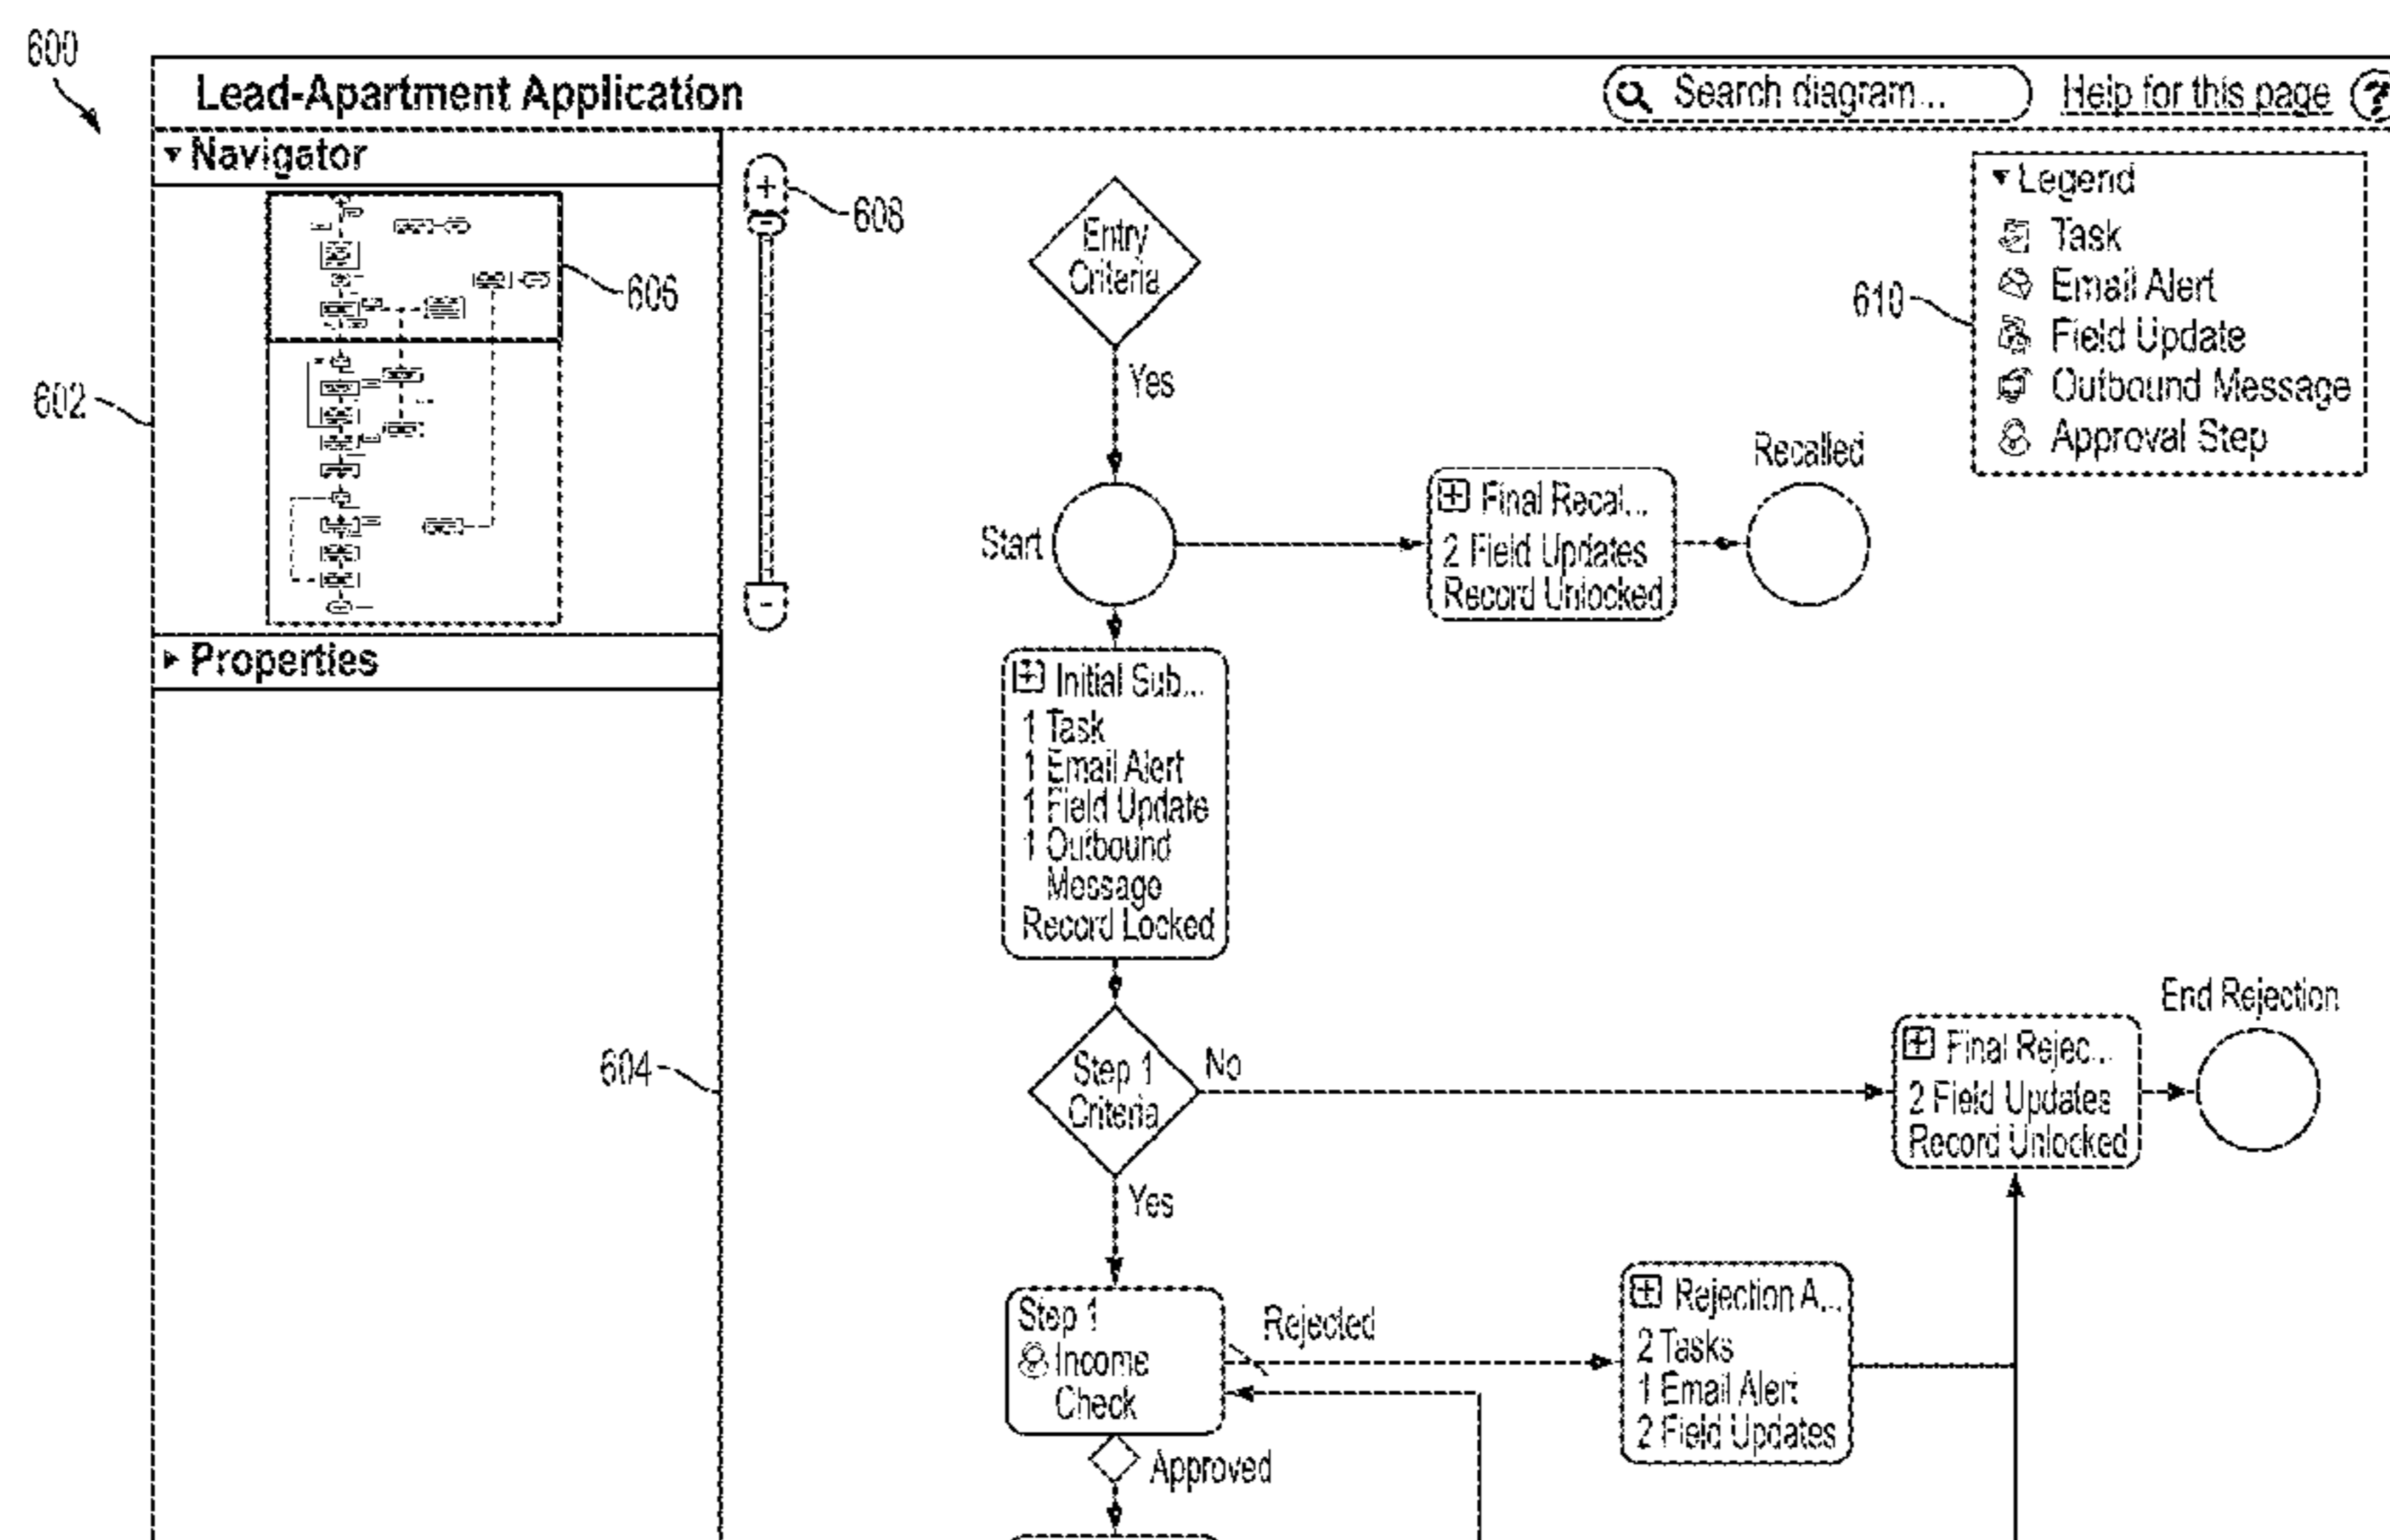 600
Lead-Apartment Application
Search diagram...
Help for this page
?
Navigator
606
602
Properties
604
+
-
608
-
Legend
Task
Email Alert
Field Update
Outbound Message
Approval Step
610
Entry
Criteria
Yes
Start
+ Final Recal...
2 Field Updates
Record Unlocked
Recalled
+ Initial Sub...
1 Task
1 Email Alert
1 Field Update
1 Outbound
Message
Record Locked
Step 1
Criteria
No
+ Final Rejec...
2 Field Updates
Record Unlocked
End Rejection
Yes
Step 1
Income
Check
Rejected
+ Rejection A...
2 Tasks
1 Email Alert
2 Field Updates
Approved